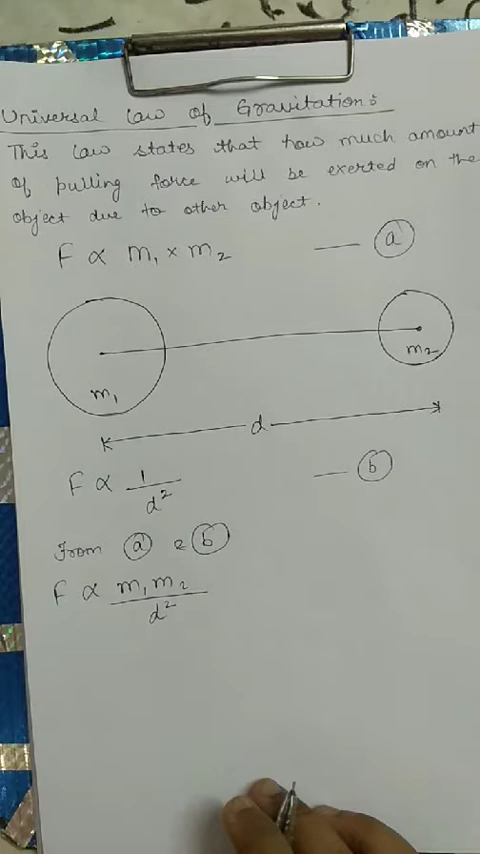 Universal Law of Gravitation:
This Law states that how much amount
of pulling force will be exerted on the
object due to other object.
F ∝ m₁ × m₂ — (a)
m₁ m₂
d
F ∝ 1/d² — (b)
From (a) & (b)
F ∝ m₁m₂/d²